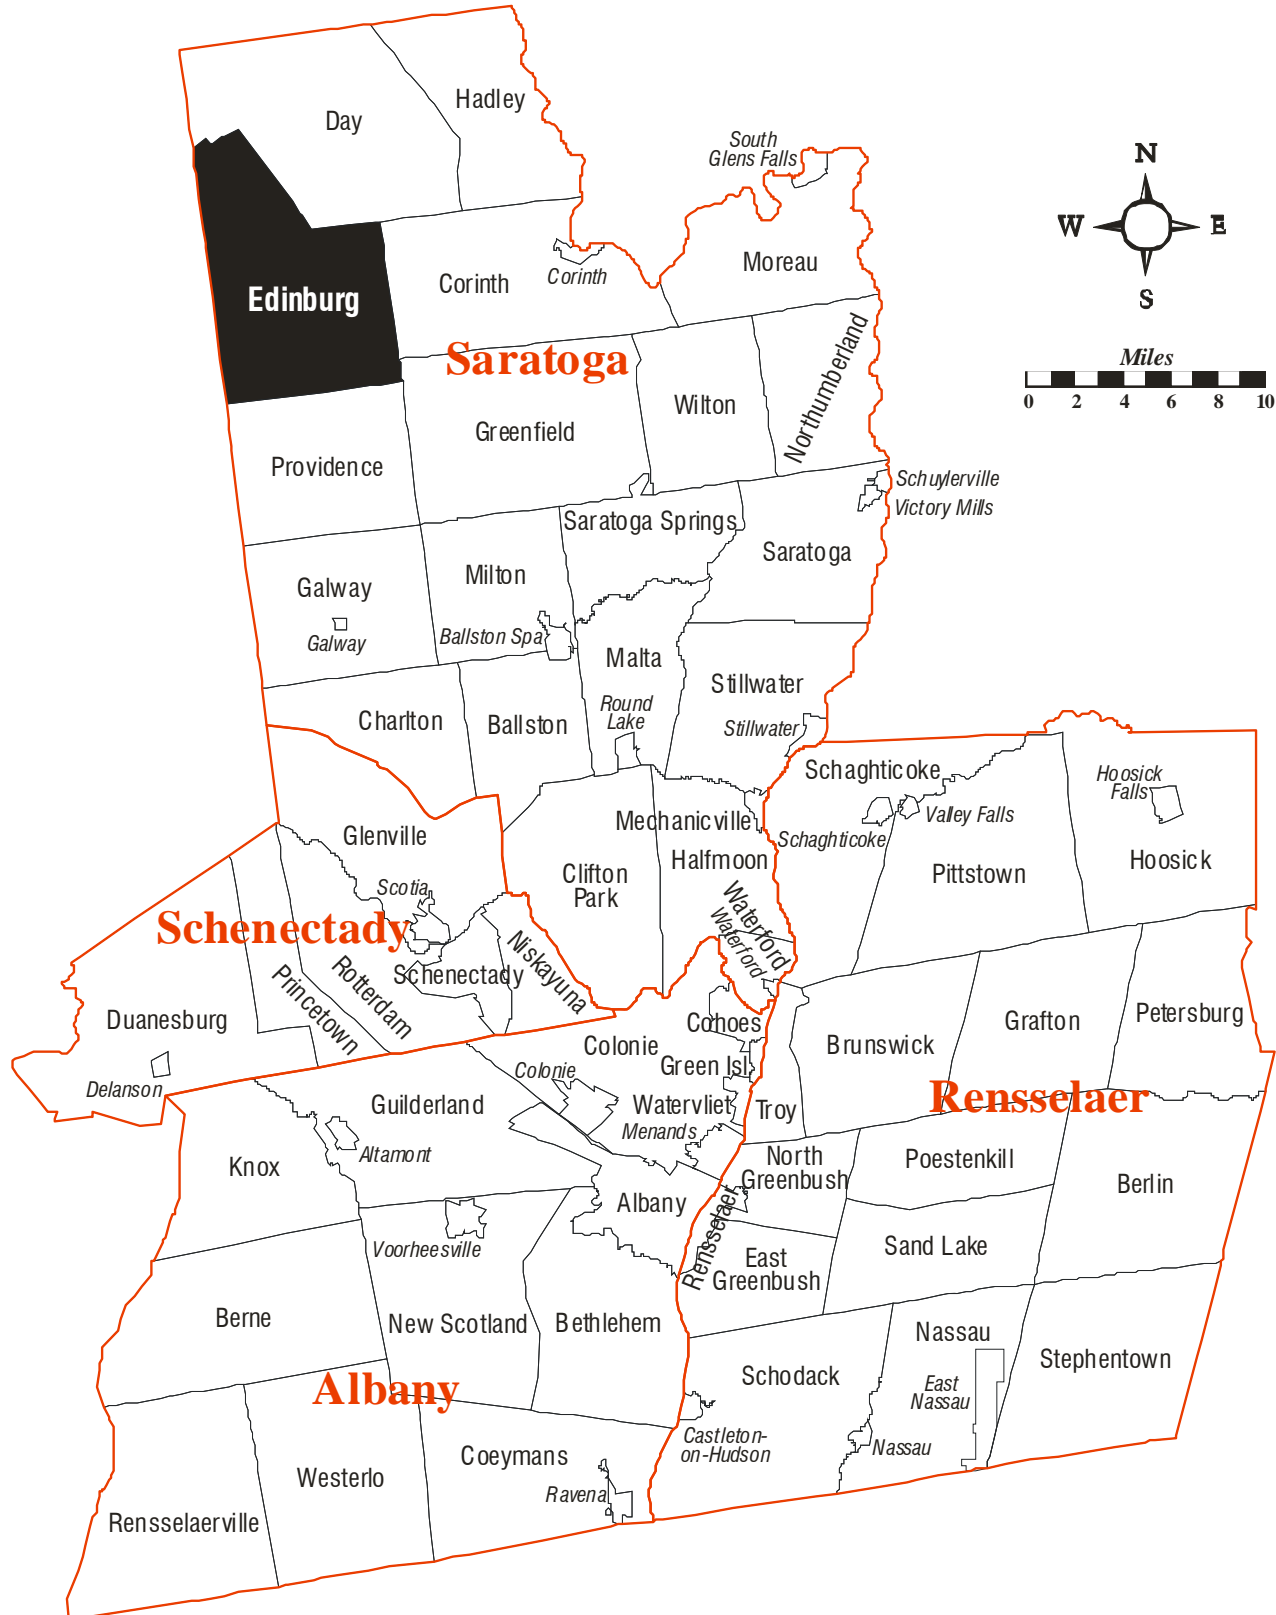 Hadley
Day
South
Glens Falls
N
W
E
S
Moreau
Corinth
Corinth
Edinburg
Northumberland
Saratoga
Miles
0 2 4 6 8 10
Wilton
Greenfield
Providence
Schuylerville
Victory Mills
Saratoga Springs
Saratoga
Milton
Galway
Galway
Ballston Spa
Malta
Stillwater
Round
Lake
Stillwater
Charlton
Ballston
Schaghticoke
Hoosick
Falls
Valley Falls
Mechanicville
Schaghticoke
Glenville
Halfmoon
Hoosick
Clifton
Park
Pittstown
Scotia
Waterford
Waterford
Schenectady
Niskayuna
Schenectady
Rotterdam
Princetown
Duanesburg
Cohoes
Petersburg
Grafton
Colonie
Brunswick
Green Isl.
Colonie
Delanson
Rensselaer
Guilderland
Watervliet
Troy
Menands
Altamont
Knox
North
Greenbush
Poestenkill
Berlin
Albany
Rensselaer
Voorheesville
Sand Lake
East
Greenbush
Berne
New Scotland
Bethlehem
Nassau
Stephentown
Schodack
Albany
East
Nassau
Castleton-
on-Hudson
Nassau
Coeymans
Westerlo
Ravena
Rensselaerville